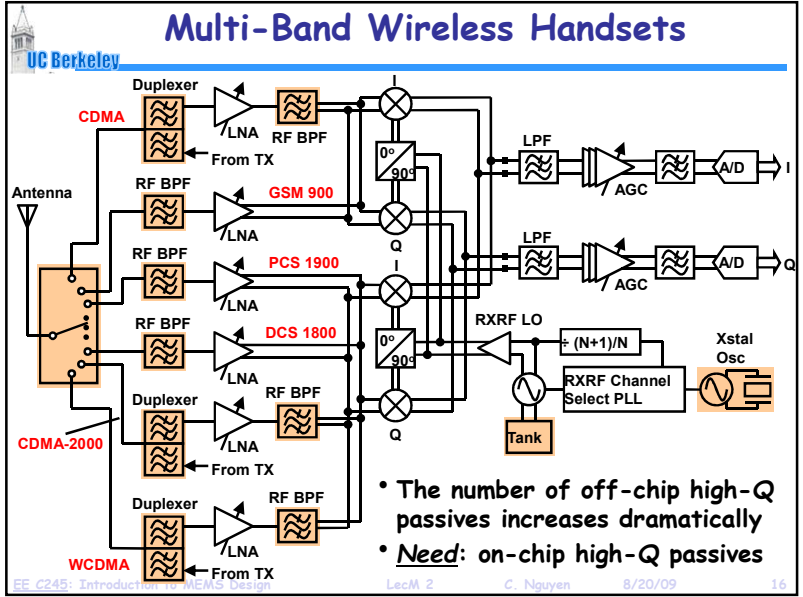 Multi-Band Wireless Handsets
UC Berkeley
Duplexer
CDMA
LNA
RF BPF
From TX
I
0o
90o
Q
LPF
AGC
A/D
I
Antenna
RF BPF
GSM 900
LNA
RF BPF
PCS 1900
LNA
I
0o
90o
Q
LPF
AGC
A/D
Q
RF BPF
DCS 1800
LNA
RXRF LO
÷ (N+1)/N
Xstal
Osc
RXRF Channel
Select PLL
Tank
Duplexer
RF BPF
LNA
From TX
CDMA-2000
Duplexer
RF BPF
LNA
From TX
WCDMA
• The number of off-chip high-Q
passives increases dramatically
• Need: on-chip high-Q passives
EE C245: Introduction to MEMS Design LecM 2 C. Nguyen 8/20/09 16